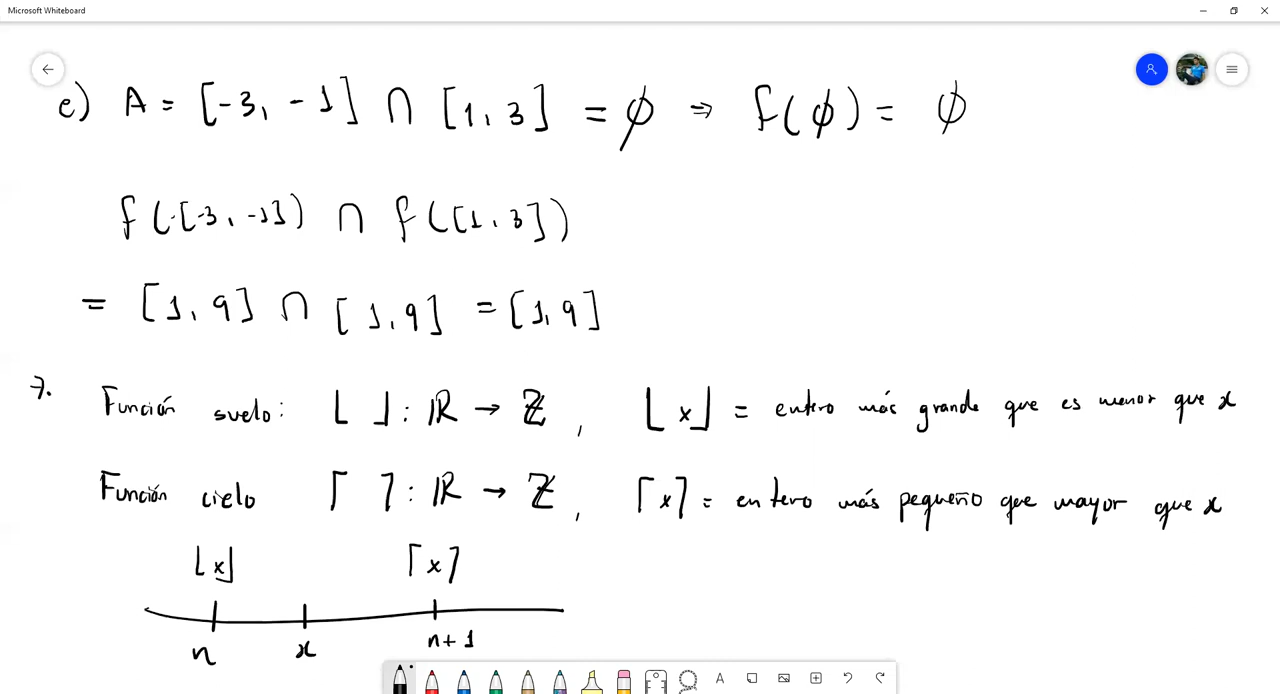 Microsoft Whiteboard
e) A = [-3, -1] ∩ [1, 3] = ∅ ⇒ f(∅) = ∅
f([-3, -1]) ∩ f([1, 3])
= [1, 9] ∩ [1, 9] = [1, 9]
7. Función suelo: ⌊ ⌋: ℝ → ℤ, ⌊x⌋ = entero más grande que es menor que x
Función cielo ⌈ ⌉: ℝ → ℤ, ⌈x⌉ = entero más pequeño que mayor que x
⌊x⌋ ⌈x⌉
n x n+1
A